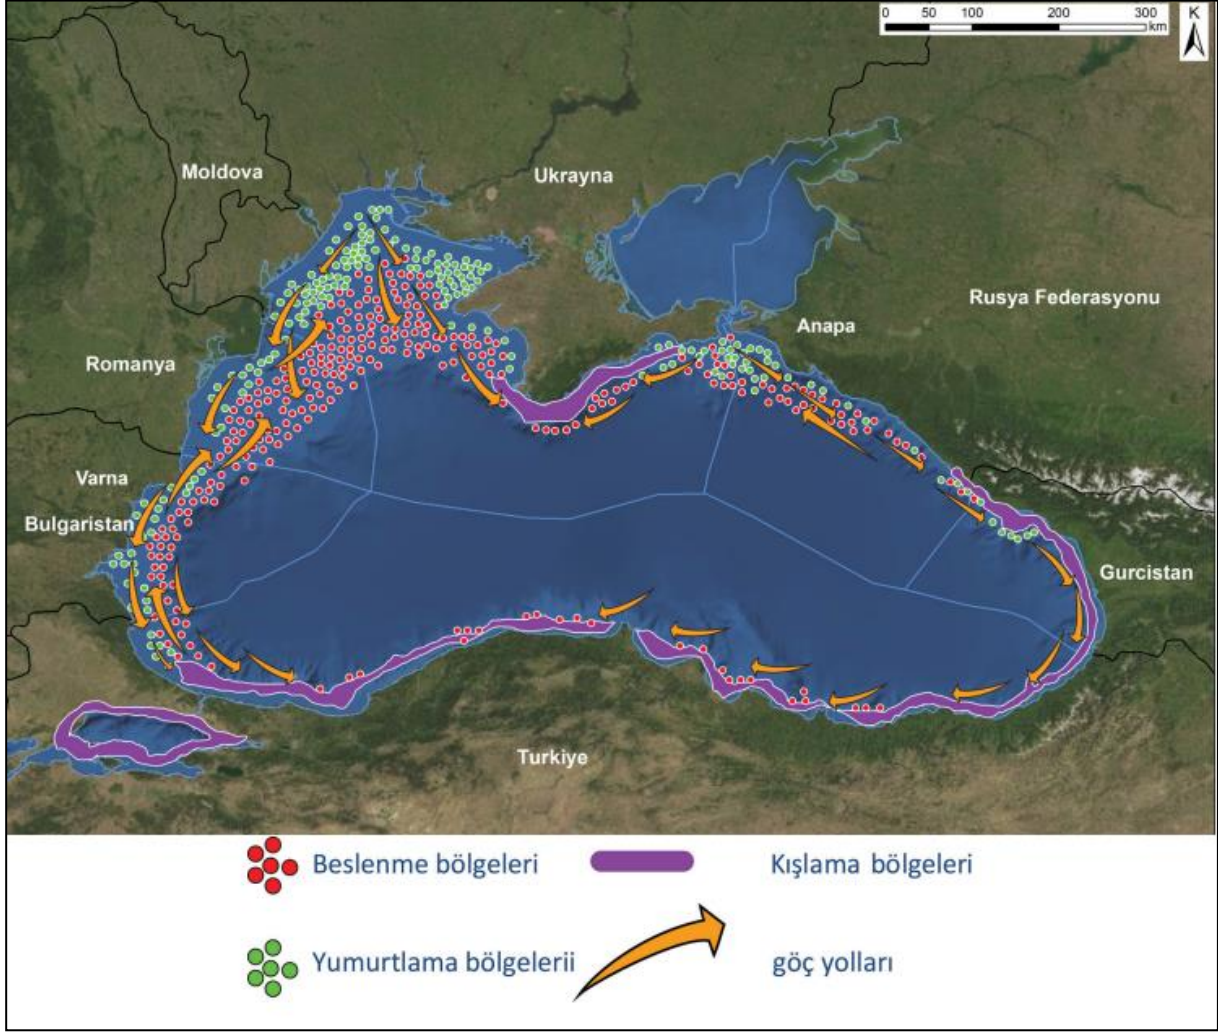 0 50 100 200 300
km
K
Moldova
Ukrayna
Rusya Federasyonu
Anapa
Romanya
Varna
Bulgaristan
Gurcistan
Turkiye
Beslenme bölgeleri
Kışlama bölgeleri
Yumurtlama bölgelerii
göç yolları